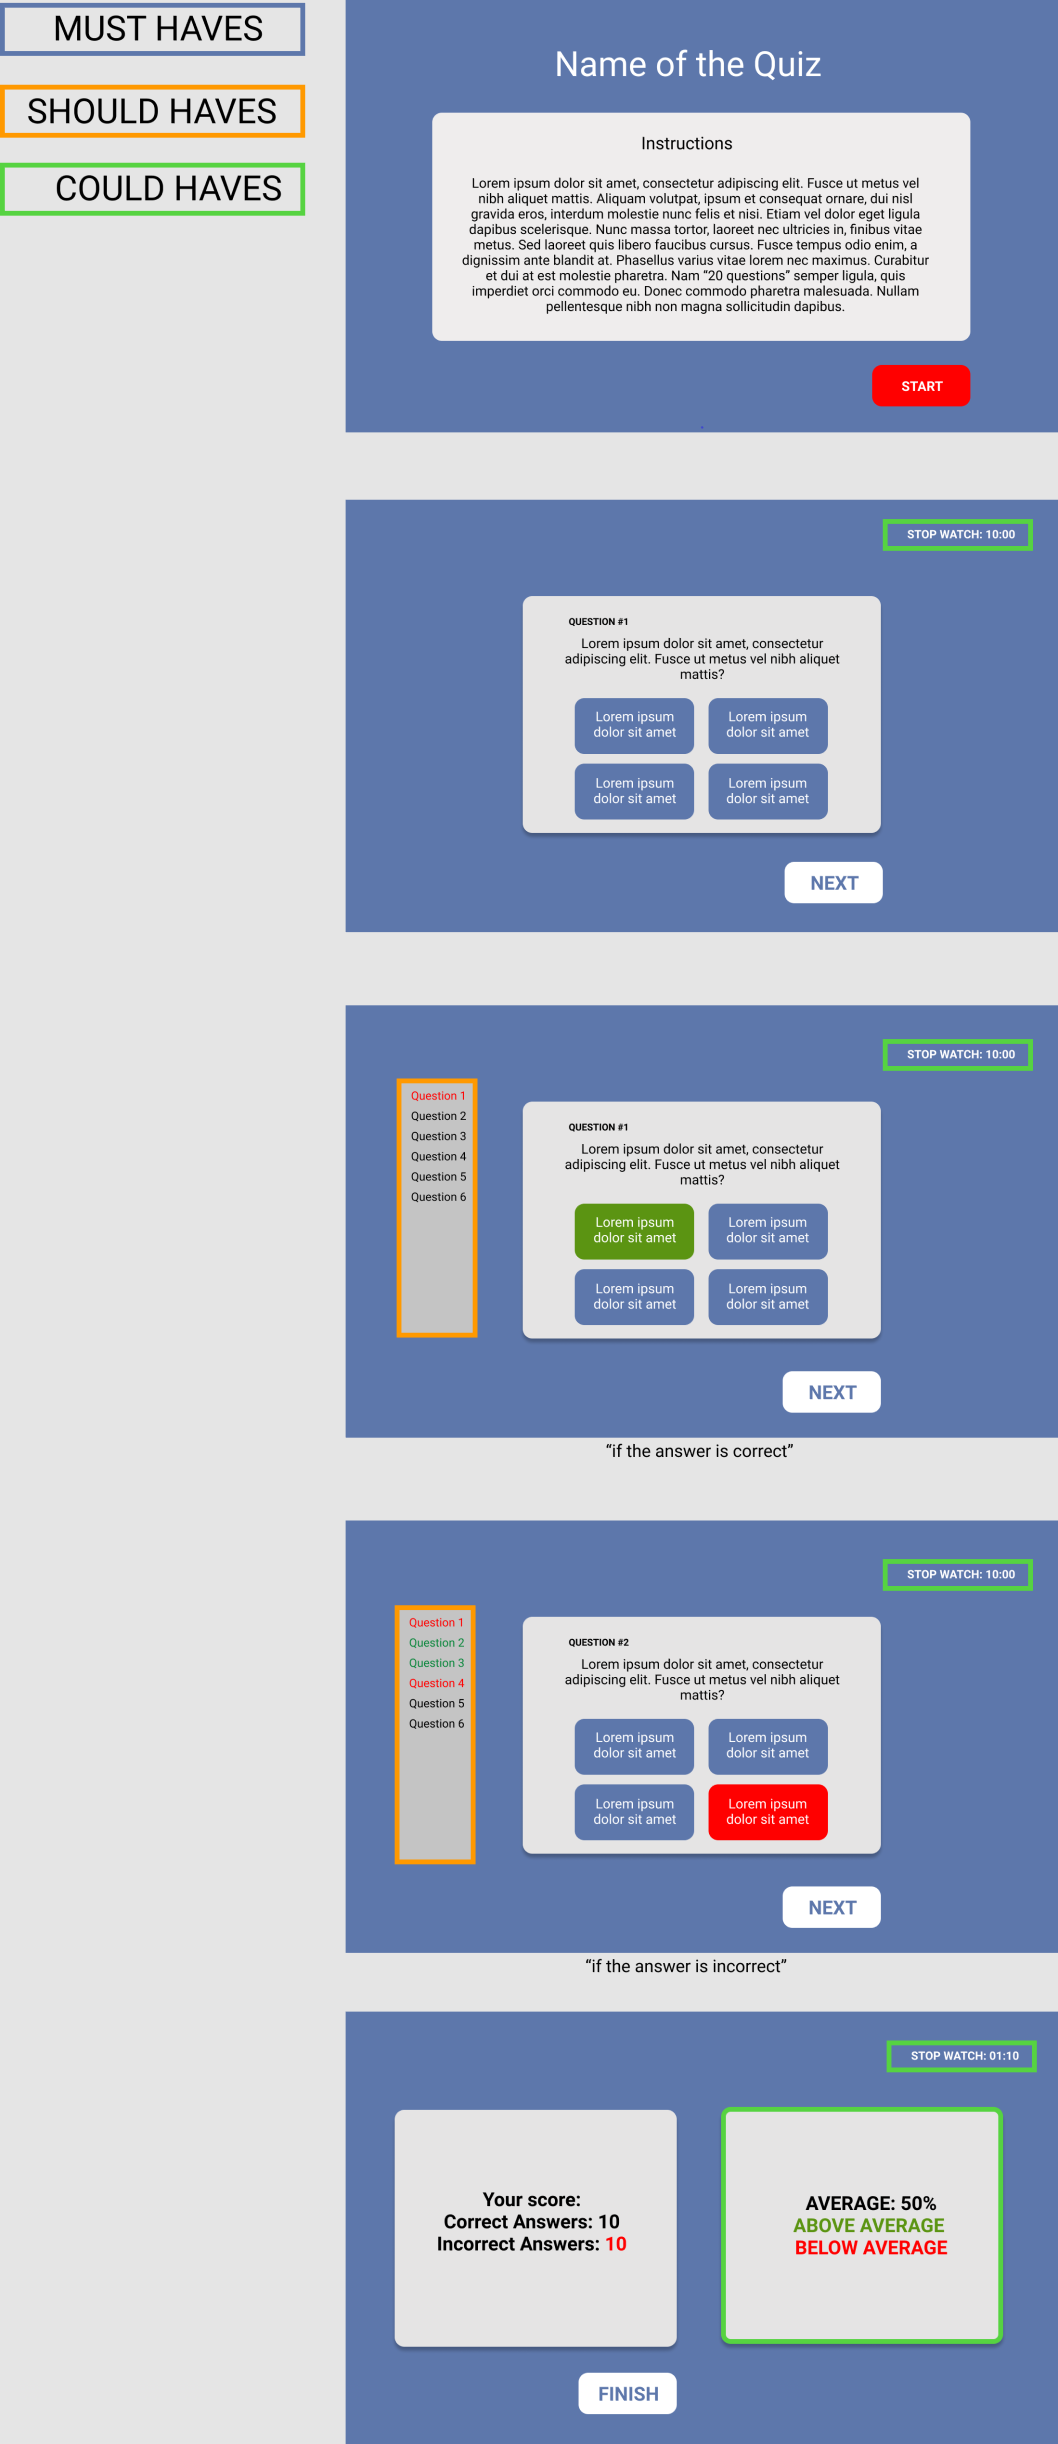 MUST HAVES
SHOULD HAVES
COULD HAVES
Name of the Quiz
Instructions
Lorem ipsum dolor sit amet, consectetur adipiscing elit. Fusce ut metus vel
nibh aliquet mattis. Aliquam volutpat, ipsum et consequat ornare, dui nisl
gravida eros, interdum molestie nunc felis et nisi. Etiam vel dolor eget ligula
dapibus scelerisque. Nunc massa tortor, laoreet nec ultricies in, finibus vitae
metus. Sed laoreet quis libero faucibus cursus. Fusce tempus odio enim, a
dignissim ante blandit at. Phasellus varius vitae lorem nec maximus. Curabitur
et dui at est molestie pharetra. Nam “20 questions” semper ligula, quis
imperdiet orci commodo eu. Donec commodo pharetra malesuada. Nullam
pellentesque nibh non magna sollicitudin dapibus.
START
STOP WATCH: 10:00
QUESTION #1
Lorem ipsum dolor sit amet, consectetur
adipiscing elit. Fusce ut metus vel nibh aliquet
mattis?
Lorem ipsum
dolor sit amet
Lorem ipsum
dolor sit amet
Lorem ipsum
dolor sit amet
Lorem ipsum
dolor sit amet
NEXT
STOP WATCH: 10:00
Question 1
Question 2
Question 3
Question 4
Question 5
Question 6
QUESTION #1
Lorem ipsum dolor sit amet, consectetur
adipiscing elit. Fusce ut metus vel nibh aliquet
mattis?
Lorem ipsum
dolor sit amet
Lorem ipsum
dolor sit amet
Lorem ipsum
dolor sit amet
Lorem ipsum
dolor sit amet
NEXT
“if the answer is correct”
STOP WATCH: 10:00
Question 1
Question 2
Question 3
Question 4
Question 5
Question 6
QUESTION #2
Lorem ipsum dolor sit amet, consectetur
adipiscing elit. Fusce ut metus vel nibh aliquet
mattis?
Lorem ipsum
dolor sit amet
Lorem ipsum
dolor sit amet
Lorem ipsum
dolor sit amet
Lorem ipsum
dolor sit amet
NEXT
“if the answer is incorrect”
STOP WATCH: 01:10
Your score:
Correct Answers: 10
Incorrect Answers: 10
AVERAGE: 50%
ABOVE AVERAGE
BELOW AVERAGE
FINISH